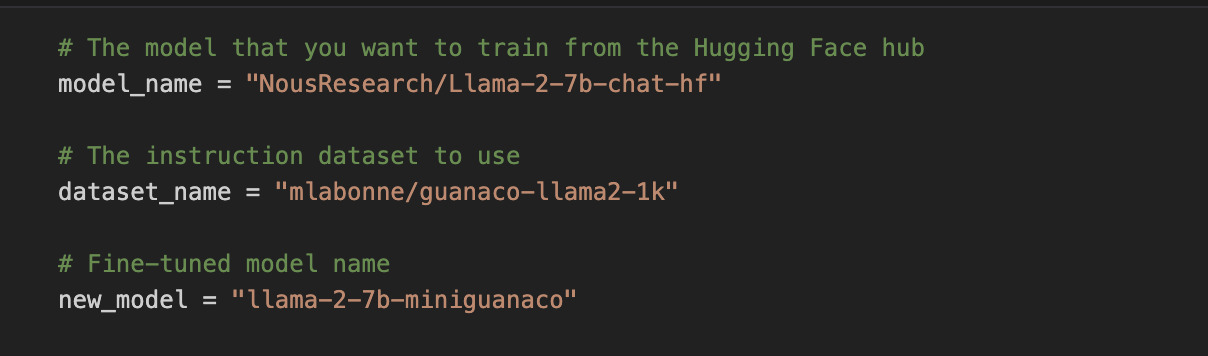 # The model that you want to train from the Hugging Face hub
model_name = "NousResearch/Llama-2-7b-chat-hf"
# The instruction dataset to use
dataset_name = "mlabonne/guanaco-llama2-1k"
# Fine-tuned model name
new_model = "llama-2-7b-miniguanaco"